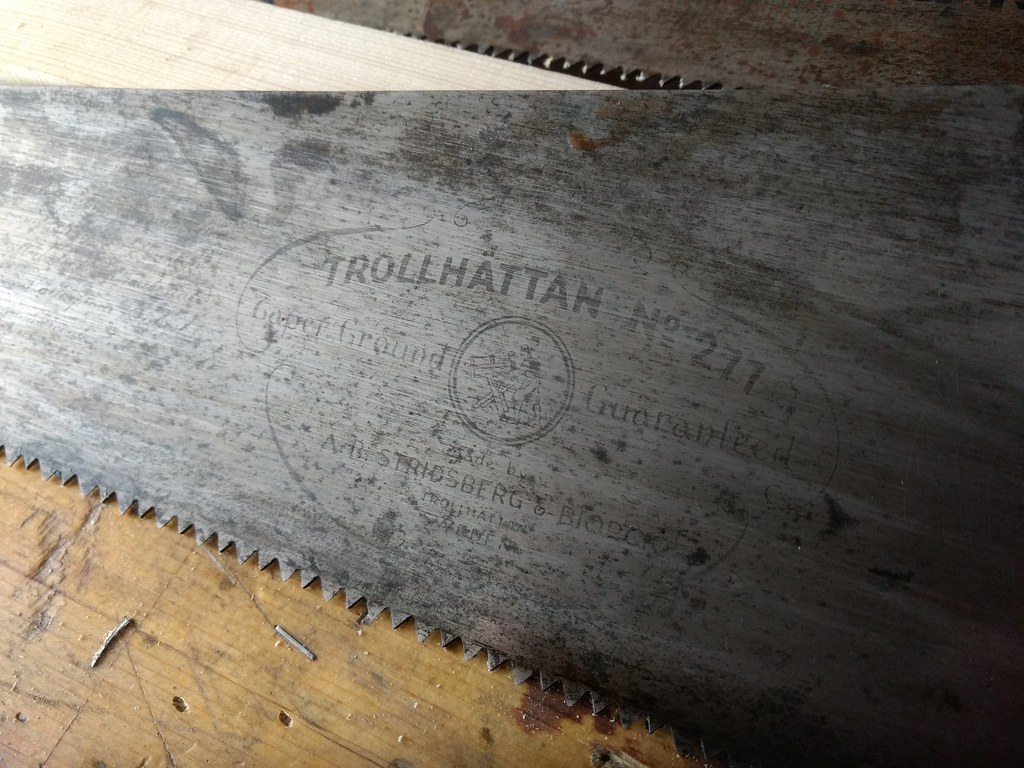 TROLLHÄTTAN Nº 277
Taper Ground Guaranteed
Made by
A.B. STRIDSBERG & BIÖRCK
TROLLHÄTTAN
SWEDEN